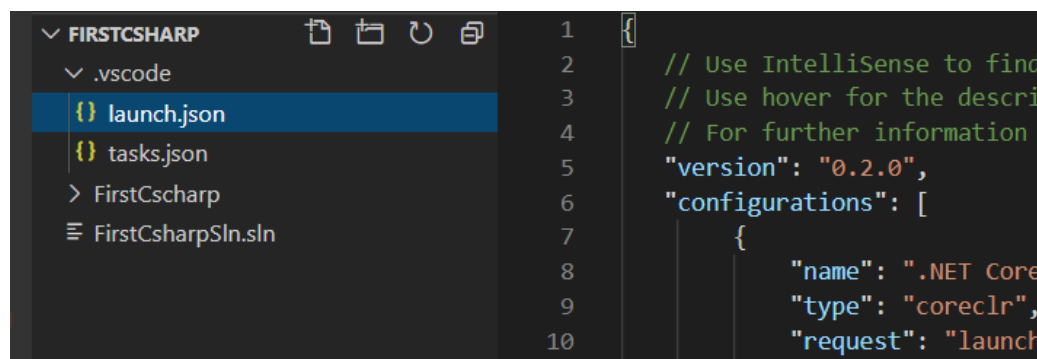 FIRSTCSHARP
.vscode
{} launch.json
{} tasks.json
FirstCscharp
FirstCsharpSln.sln
1 {
2 // Use IntelliSense to find
3 // Use hover for the descri
4 // For further information
5 "version": "0.2.0",
6 "configurations": [
7 {
8 "name": ".NET Core
9 "type": "coreclr",
10 "request": "launch